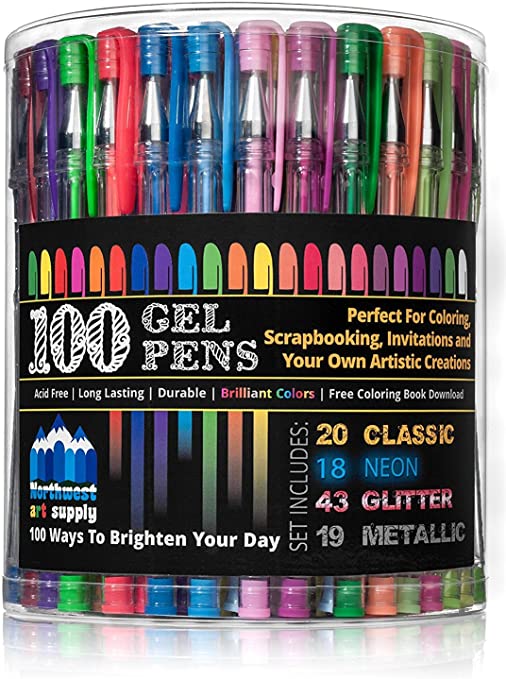 100 GEL
PENS
Perfect For Coloring,
Scrapbooking, Invitations and
Your Own Artistic Creations
Acid Free | Long Lasting | Durable | Brilliant Colors | Free Coloring Book Download
SET INCLUDES:
20 CLASSIC
18 NEON
43 GLITTER
19 METALLIC
Northwest
art supply
100 Ways To Brighten Your Day